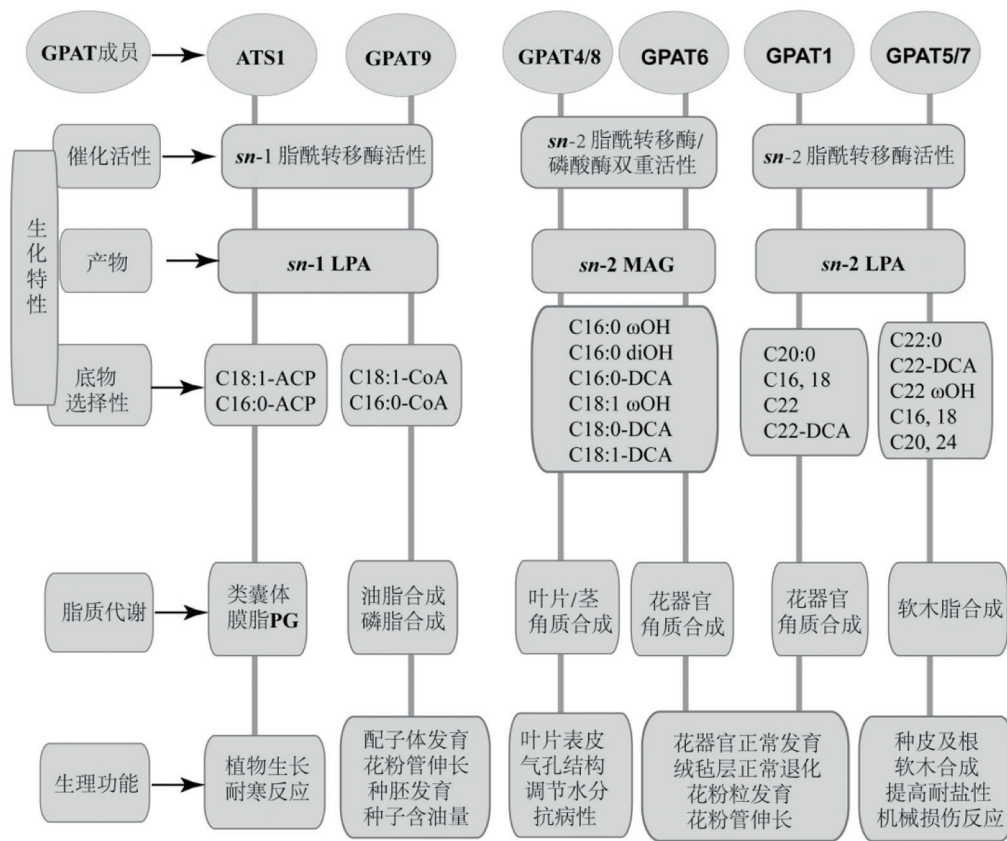 GPAT成员
ATS1
GPAT9
GPAT4/8
GPAT6
GPAT1
GPAT5/7
生化特性
催化活性
sn-1 脂酰转移酶活性
sn-2 脂酰转移酶/
磷酸酶双重活性
sn-2 脂酰转移酶活性
产物
sn-1 LPA
sn-2 MAG
sn-2 LPA
底物
选择性
C18:1-ACP
C16:0-ACP
C18:1-CoA
C16:0-CoA
C16:0 ωOH
C16:0 diOH
C16:0-DCA
C18:1 ωOH
C18:0-DCA
C18:1-DCA
C20:0
C16, 18
C22
C22-DCA
C22:0
C22-DCA
C22 ωOH
C16, 18
C20, 24
脂质代谢
类囊体
膜脂PG
油脂合成
磷脂合成
叶片/茎
角质合成
花器官
角质合成
花器官
角质合成
软木脂合成
生理功能
植物生长
耐寒反应
配子体发育
花粉管伸长
种胚发育
种子含油量
叶片表皮
气孔结构
调节水分
抗病性
花器官正常发育
绒毡层正常退化
花粉粒发育
花粉管伸长
种皮及根
软木合成
提高耐盐性
机械损伤反应